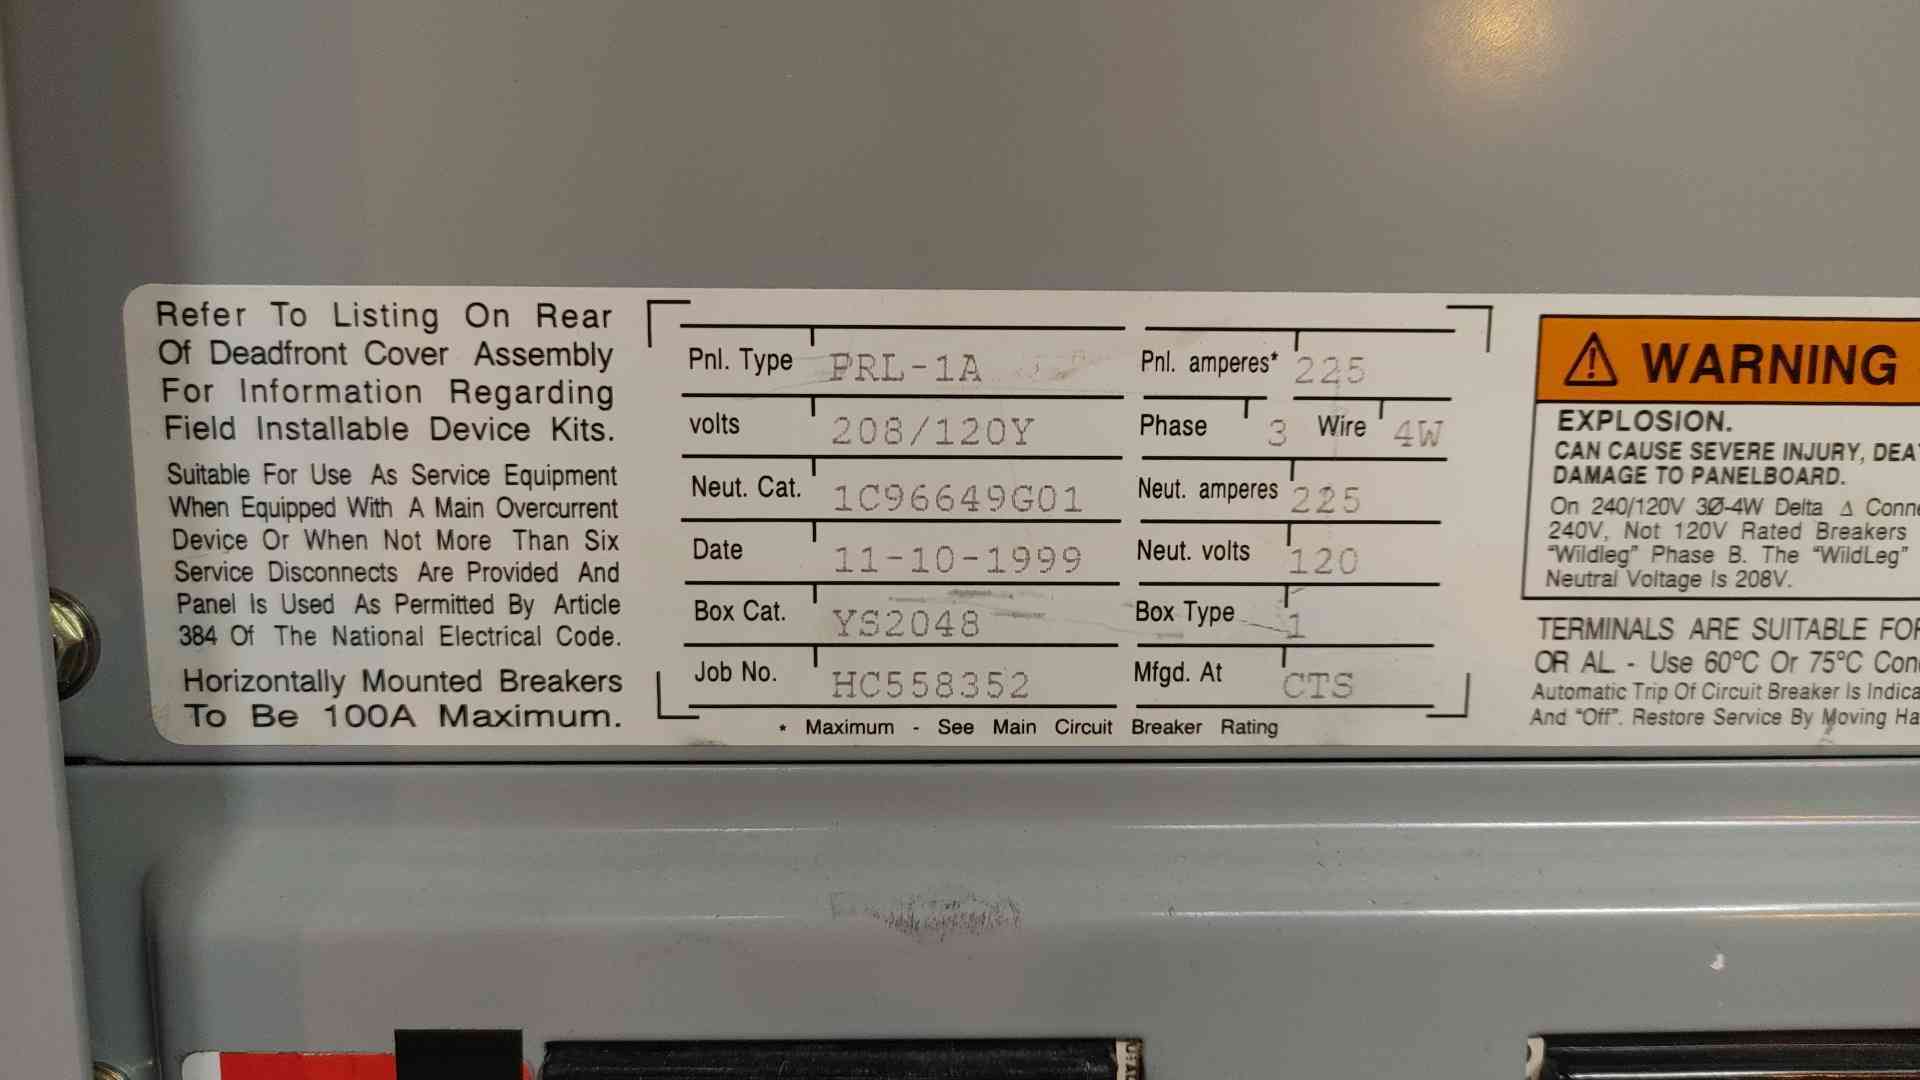 Refer To Listing On Rear
Of Deadfront Cover Assembly
For Information Regarding
Field Installable Device Kits.
Suitable For Use As Service Equipment
When Equipped With A Main Overcurrent
Device Or When Not More Than Six
Service Disconnects Are Provided And
Panel Is Used As Permitted By Article
384 Of The National Electrical Code.
Horizontally Mounted Breakers
To Be 100A Maximum.
Pnl. Type PRL-1A Pnl. amperes* 225
volts 208/120Y Phase 3 Wire 4W
Neut. Cat. 1C96649G01 Neut. amperes 225
Date 11-10-1999 Neut. volts 120
Box Cat. YS2048 Box Type 1
Job No. HC558352 Mfgd. At CTS
* Maximum - See Main Circuit Breaker Rating
⚠ WARNING
EXPLOSION.
CAN CAUSE SEVERE INJURY,
DAMAGE TO PANELBOARD.
On 240/120V 3Ø-4W Delta Δ
240V, Not 120V Rated Breakers
"Wildleg" Phase B. The "WildLeg"
Neutral Voltage Is 208V.
TERMINALS ARE SUITABLE FOR
OR AL - Use 60°C Or 75°C
Automatic Trip Of Circuit Breaker Is
And "Off". Restore Service By Moving